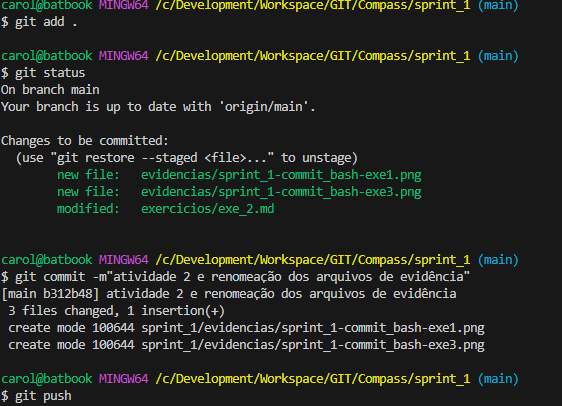 carol@batbook MINGW64 /c/Development/Workspace/GIT/Compass/sprint_1 (main)
$ git add .
carol@batbook MINGW64 /c/Development/Workspace/GIT/Compass/sprint_1 (main)
$ git status
On branch main
Your branch is up to date with 'origin/main'.
Changes to be committed:
  (use "git restore --staged <file>..." to unstage)
        new file:   evidencias/sprint_1-commit_bash-exe1.png
        new file:   evidencias/sprint_1-commit_bash-exe3.png
        modified:   exercicios/exe_2.md
carol@batbook MINGW64 /c/Development/Workspace/GIT/Compass/sprint_1 (main)
$ git commit -m"atividade 2 e renomeação dos arquivos de evidência"
[main b312b48] atividade 2 e renomeação dos arquivos de evidência
 3 files changed, 1 insertion(+)
 create mode 100644 sprint_1/evidencias/sprint_1-commit_bash-exe1.png
 create mode 100644 sprint_1/evidencias/sprint_1-commit_bash-exe3.png
carol@batbook MINGW64 /c/Development/Workspace/GIT/Compass/sprint_1 (main)
$ git push